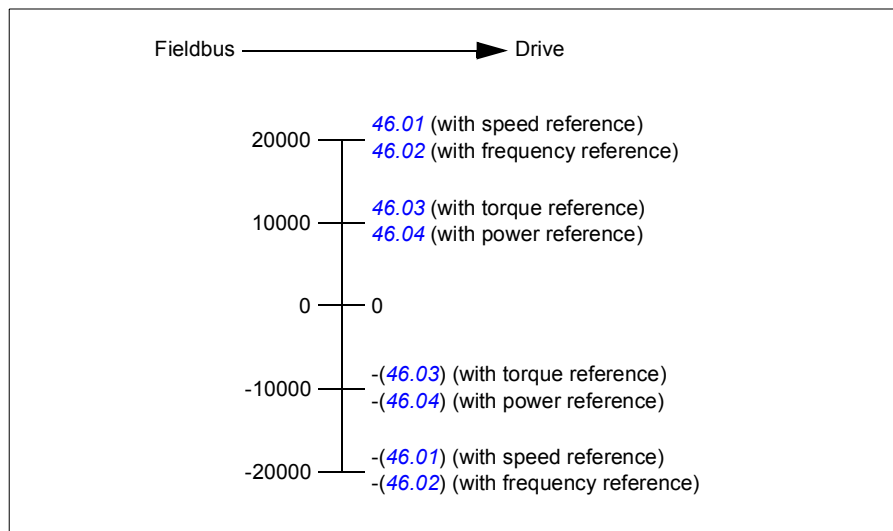 Fieldbus Drive
46.01 (with speed reference)
20000
46.02 (with frequency reference)
46.03 (with torque reference)
10000
46.04 (with power reference)
0 0
-(46.03) (with torque reference)
-10000
-(46.04) (with power reference)
-(46.01) (with speed reference)
-20000
-(46.02) (with frequency reference)